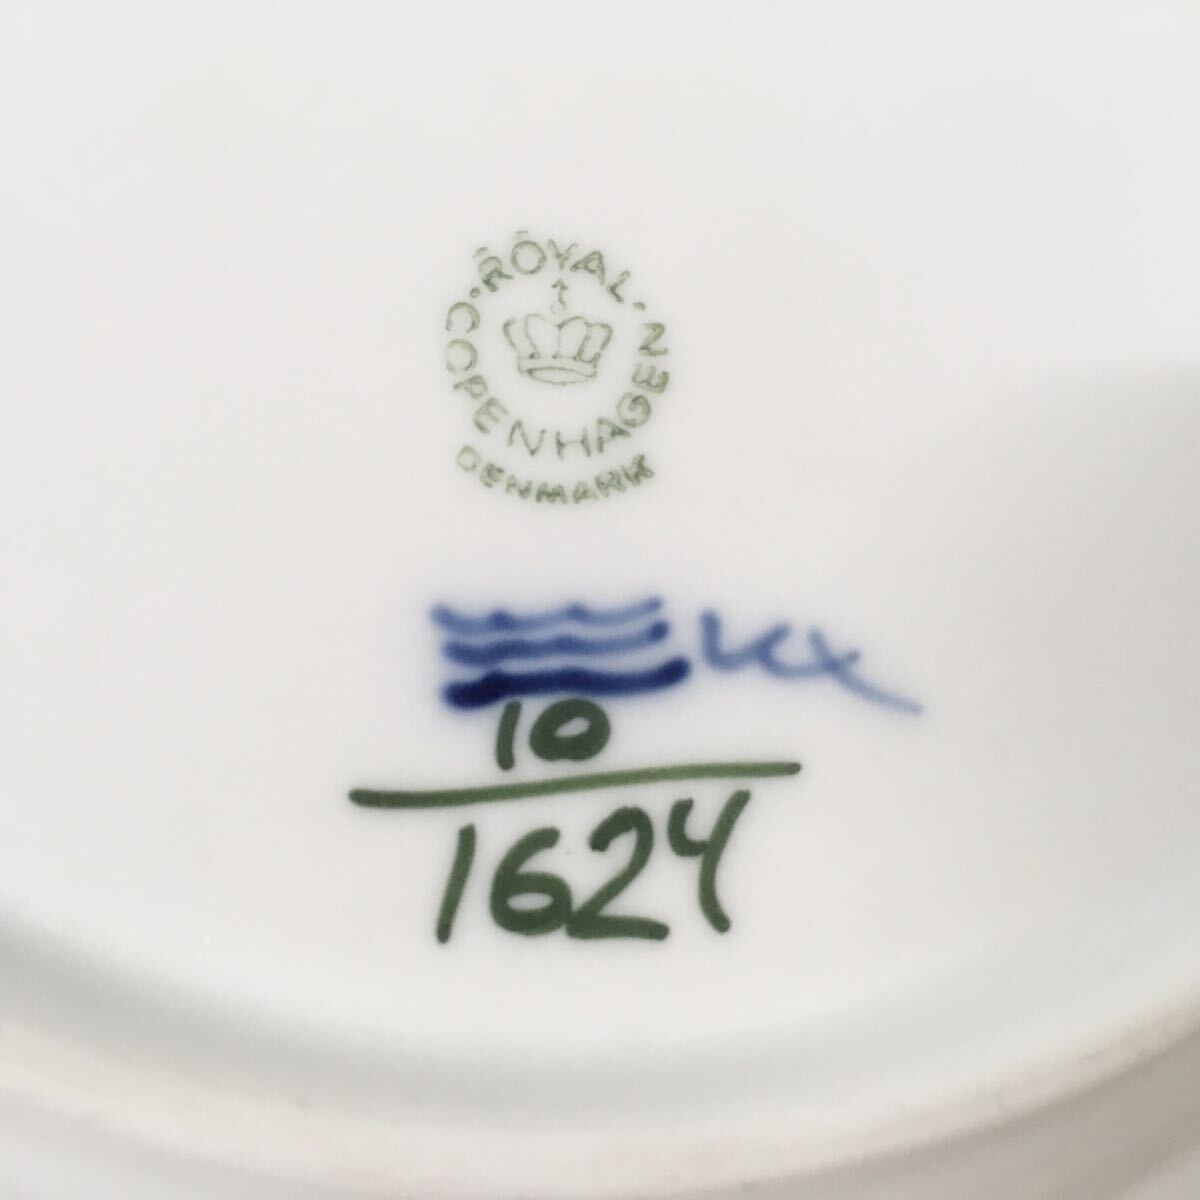 ·ROYAL·
COPENHAGEN
DENMARK
10
1624